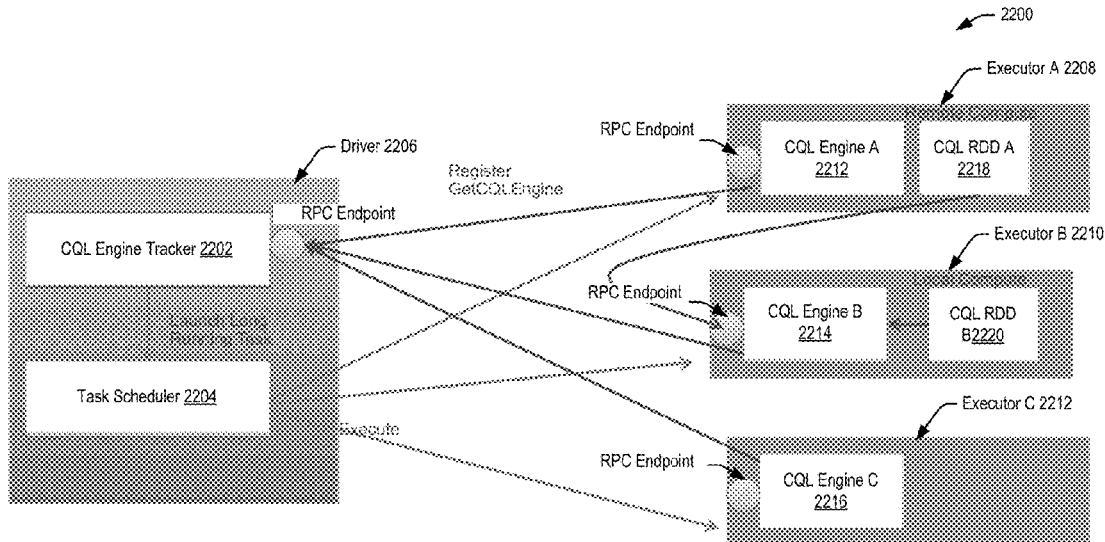 2200
Executor A 2208
RPC Endpoint
CQL Engine A
2212
CQL RDD A
2218
Driver 2206
Register
GetCQLEngine
RPC Endpoint
CQL Engine Tracker 2202
Executor B 2210
RPC Endpoint
CQL Engine B
2214
CQL RDD
B2220
Task Scheduler 2204
Execute
Executor C 2212
RPC Endpoint
CQL Engine C
2216